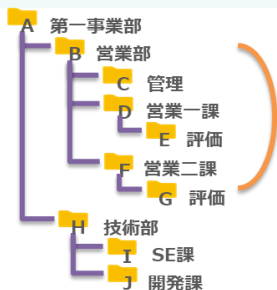 A 第一事業部
B 営業部
C 管理
D 営業一課
E 評価
F 営業二課
G 評価
H 技術部
I SE課
J 開発課